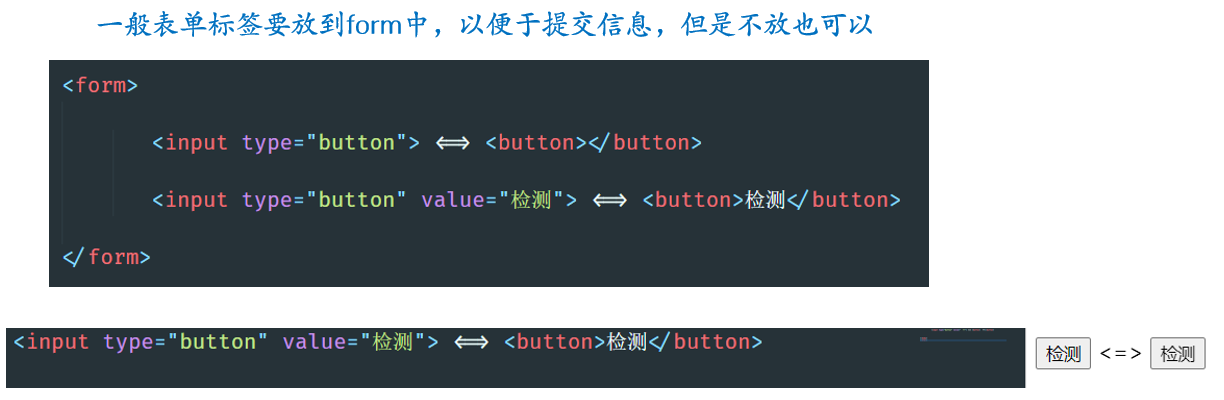 一般表单标签要放到form中，以便于提交信息，但是不放也可以
<form>
<input type="button"> <=> <button></button>
<input type="button" value="检测"> <=> <button>检测</button>
</form>
<input type="button" value="检测"> <=> <button>检测</button>
检测 <=> 检测